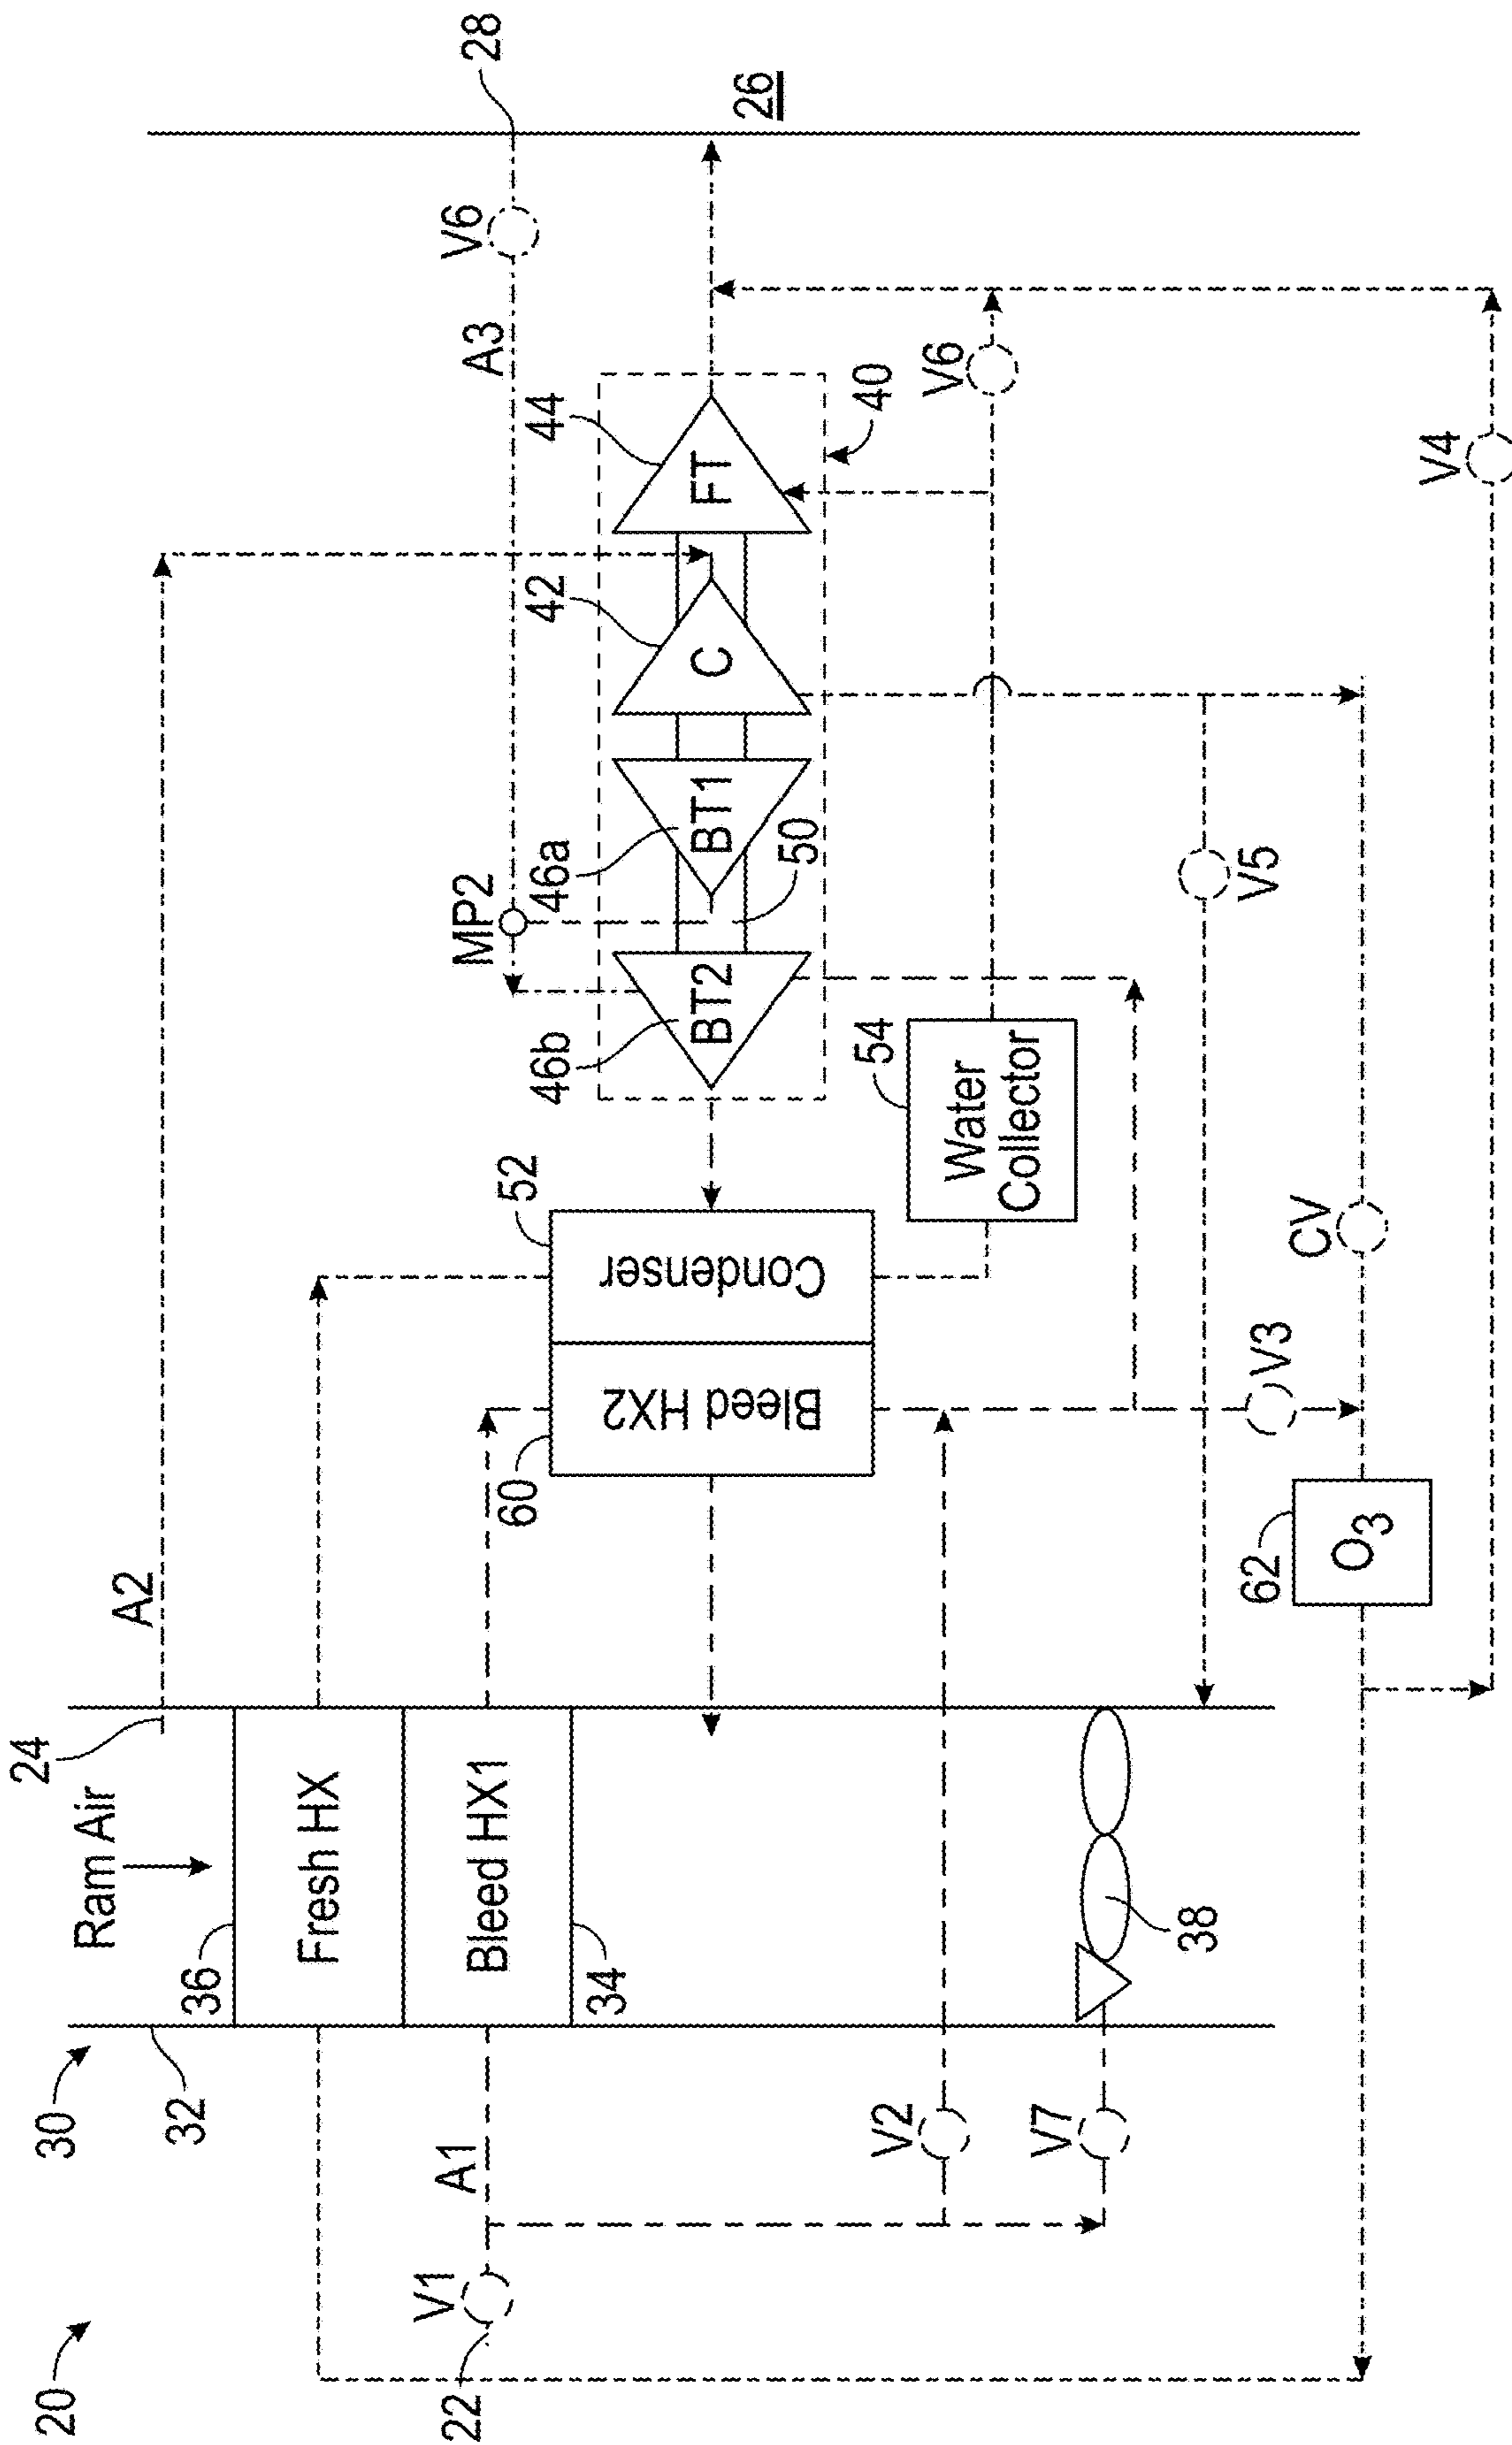 20
30
32
Ram Air
24
A2
36
Fresh HX
Bleed HX1
34
V1
22
A1
V2
V7
38
60
Bleed HX2
Condenser
52
Water
Collector
54
46b
BT2
MP2
46a
BT1
50
42
C
44
FT
40
A3
V6
28
26
V6
V4
V5
CV
V3
62
O3